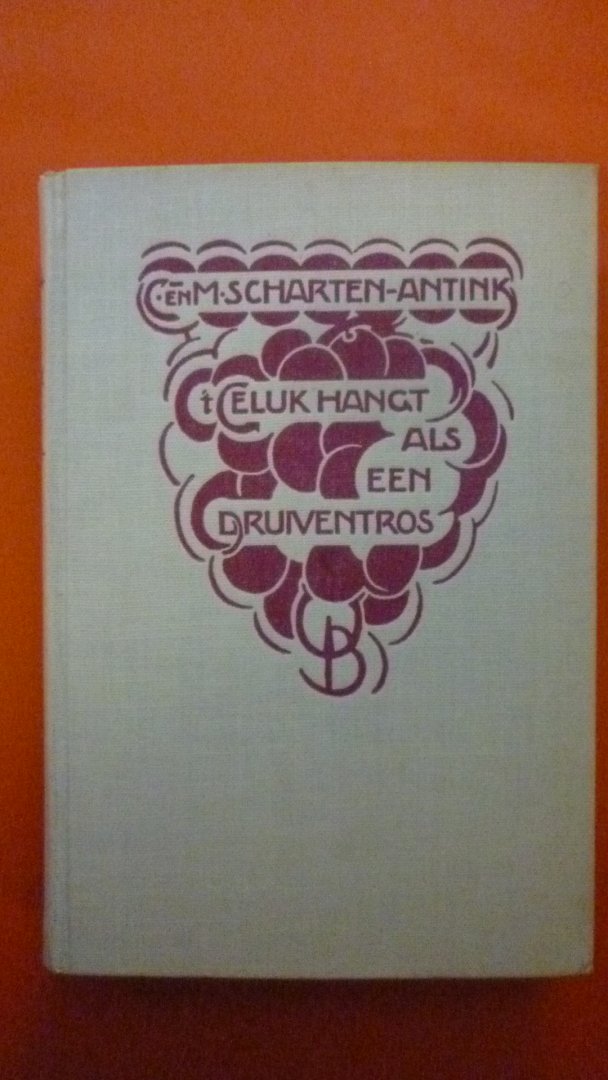 C. EN M. SCHARTEN-ANTINK
'T GELUK HANGT
ALS
EEN
DRUIVENTROS